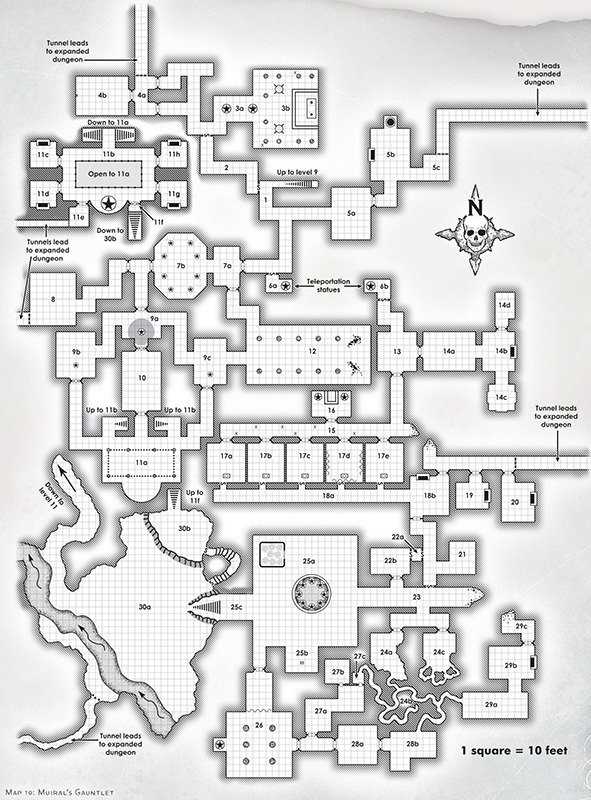 Tunnel leads
to expanded
dungeon
Tunnel leads
to expanded
dungeon
4b
4a
3a
3b
Down to 11a
11c
11b
11h
Open to 11a
11d
11g
11e
11f
Down to
30b
Tunnels lead
to expanded
dungeon
5b
5c
2
Up to level 9
1
5a
N
8
7b
7a
6a
Teleportation
statues
6b
9a
9b
9c
10
12
13
14a
14b
14c
14d
Up to 11b
Up to 11b
16
15
11a
17a
17b
17c
17d
17e
18a
18b
19
20
Tunnel leads
to expanded
dungeon
Down to
level 11
Up to
11f
30b
30a
25c
25a
25b
22a
S
S
22b
21
23
24a
24c
24b
27c
27b
27a
26
28a
28b
29a
29b
29c
Tunnel leads
to expanded
dungeon
1 square = 10 feet
Map 10: Muiral's Gauntlet